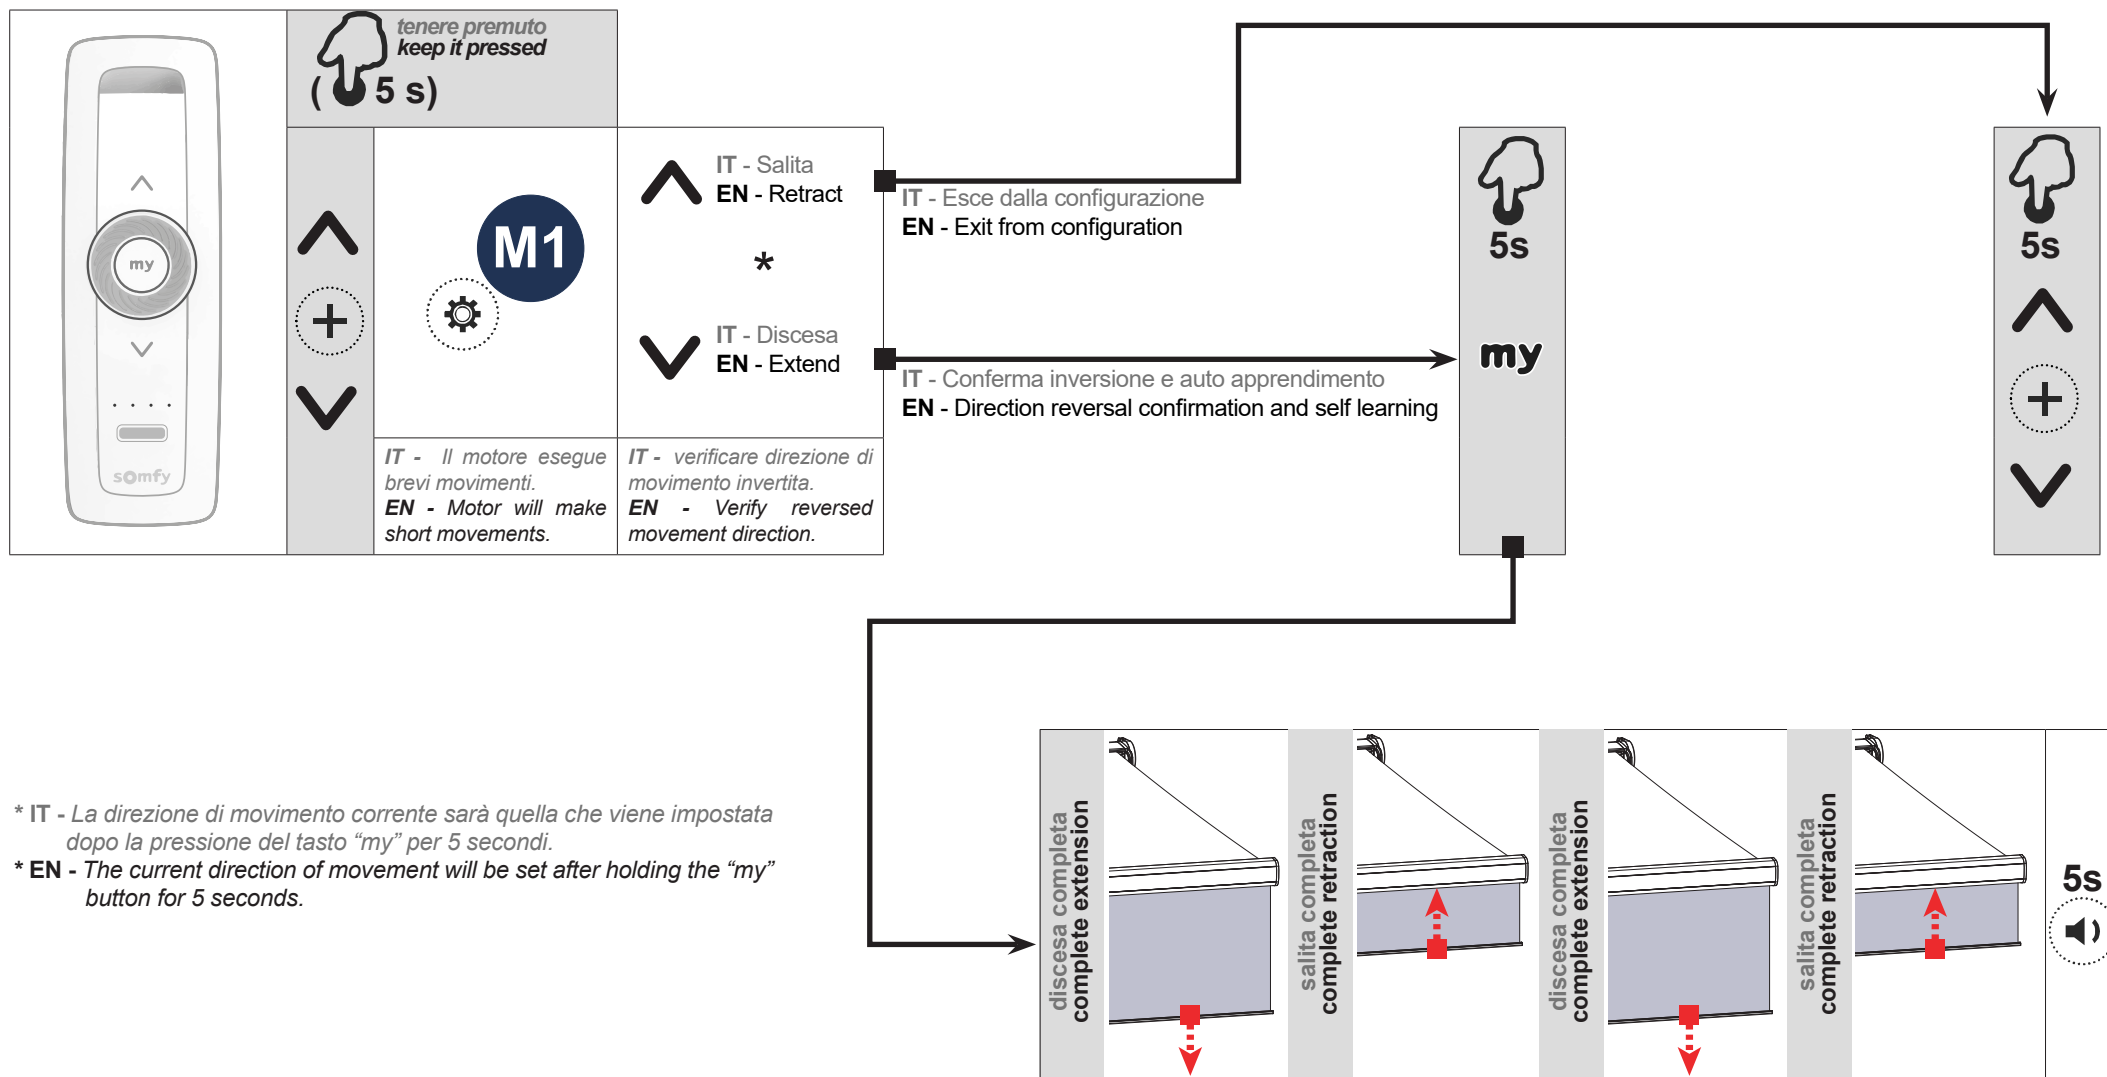 tenere premuto
keep it pressed
( 5 s)
my
somfy
M1
IT - Salita
EN - Retract
*
IT - Discesa
EN - Extend
IT - Il motore esegue
brevi movimenti.
EN - Motor will make
short movements.
IT - verificare direzione di
movimento invertita.
EN - Verify reversed
movement direction.
IT - Esce dalla configurazione
EN - Exit from configuration
IT - Conferma inversione e auto apprendimento
EN - Direction reversal confirmation and self learning
5s
my
5s
* IT - La direzione di movimento corrente sarà quella che viene impostata
dopo la pressione del tasto “my” per 5 secondi.
* EN - The current direction of movement will be set after holding the “my”
button for 5 seconds.
discesa completa
complete extension
salita completa
complete retraction
discesa completa
complete extension
salita completa
complete retraction
5s